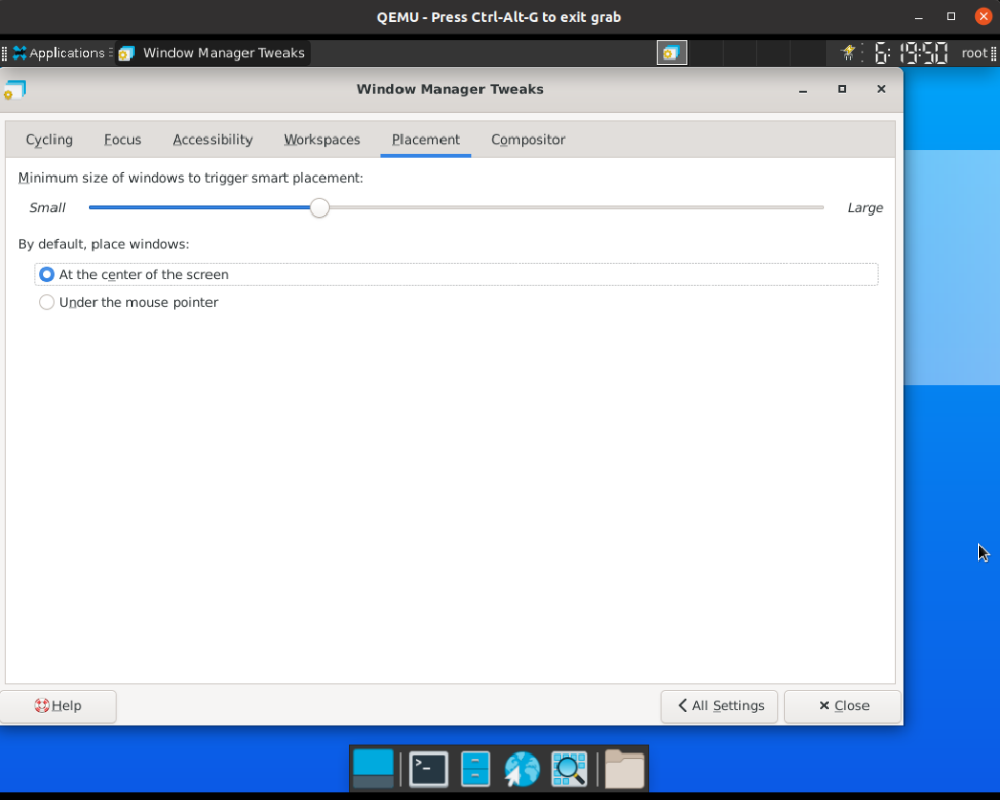 QEMU - Press Ctrl-Alt-G to exit grab
Applications Window Manager Tweaks 6: 19:50 root
Window Manager Tweaks
Cycling Focus Accessibility Workspaces Placement Compositor
Minimum size of windows to trigger smart placement:
Small Large
By default, place windows:
At the center of the screen
Under the mouse pointer
Help All Settings Close